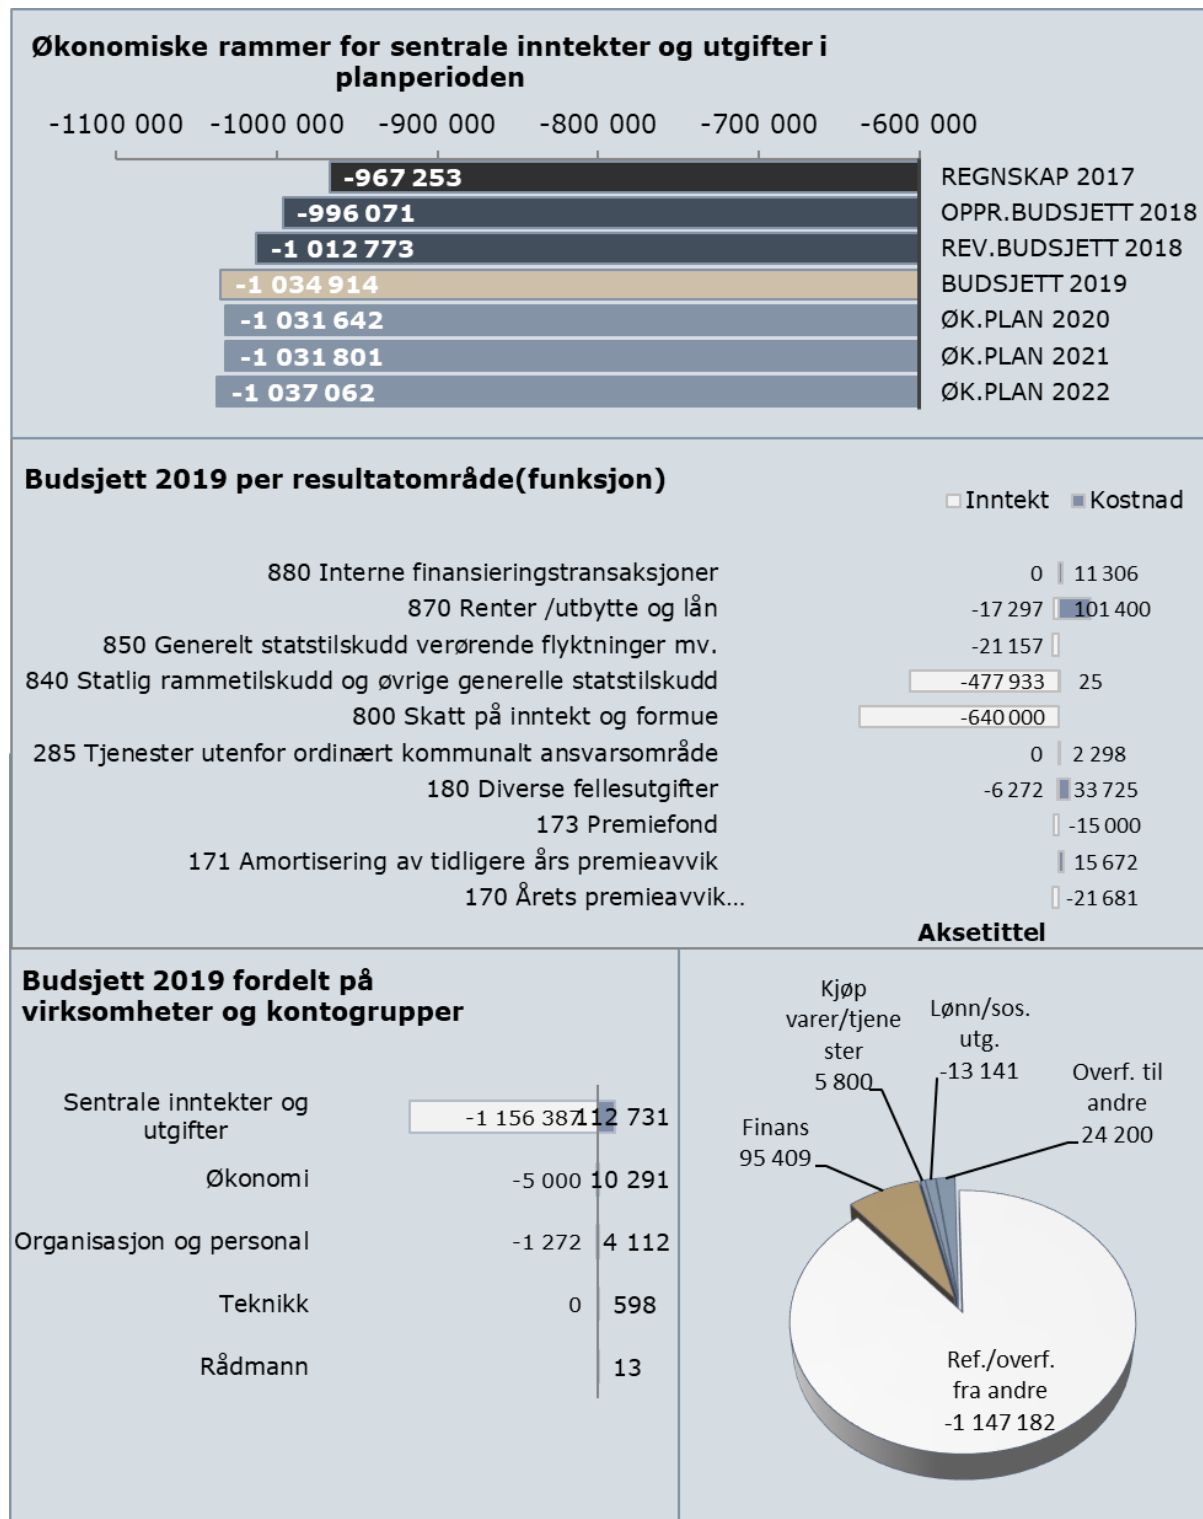 Økonomiske rammer for sentrale inntekter og utgifter i
planperioden
-1100 000 -1000 000 -900 000 -800 000 -700 000 -600 000
-967 253 REGNSKAP 2017
-996 071 OPPR.BUDSJETT 2018
-1 012 773 REV.BUDSJETT 2018
-1 034 914 BUDSJETT 2019
-1 031 642 ØK.PLAN 2020
-1 031 801 ØK.PLAN 2021
-1 037 062 ØK.PLAN 2022
Budsjett 2019 per resultatområde(funksjon)
Inntekt Kostnad
880 Interne finansieringstransaksjoner 0 11 306
870 Renter /utbytte og lån -17 297 101 400
850 Generelt statstilskudd verørende flyktninger mv. -21 157
840 Statlig rammetilskudd og øvrige generelle statstilskudd -477 933 25
800 Skatt på inntekt og formue -640 000
285 Tjenester utenfor ordinært kommunalt ansvarsområde 0 2 298
180 Diverse fellesutgifter -6 272 33 725
173 Premiefond -15 000
171 Amortisering av tidligere års premieavvik 15 672
170 Årets premieavvik... -21 681
Aksetittel
Budsjett 2019 fordelt på
virksomheter og kontogrupper
Sentrale inntekter og
utgifter
-1 156 387 112 731
Økonomi -5 000 10 291
Organisasjon og personal -1 272 4 112
Teknikk 0 598
Rådmann 13
Kjøp
varer/tjene
ster
5 800
Lønn/sos.
utg.
-13 141
Overf. til
andre
24 200
Finans
95 409
Ref./overf.
fra andre
-1 147 182